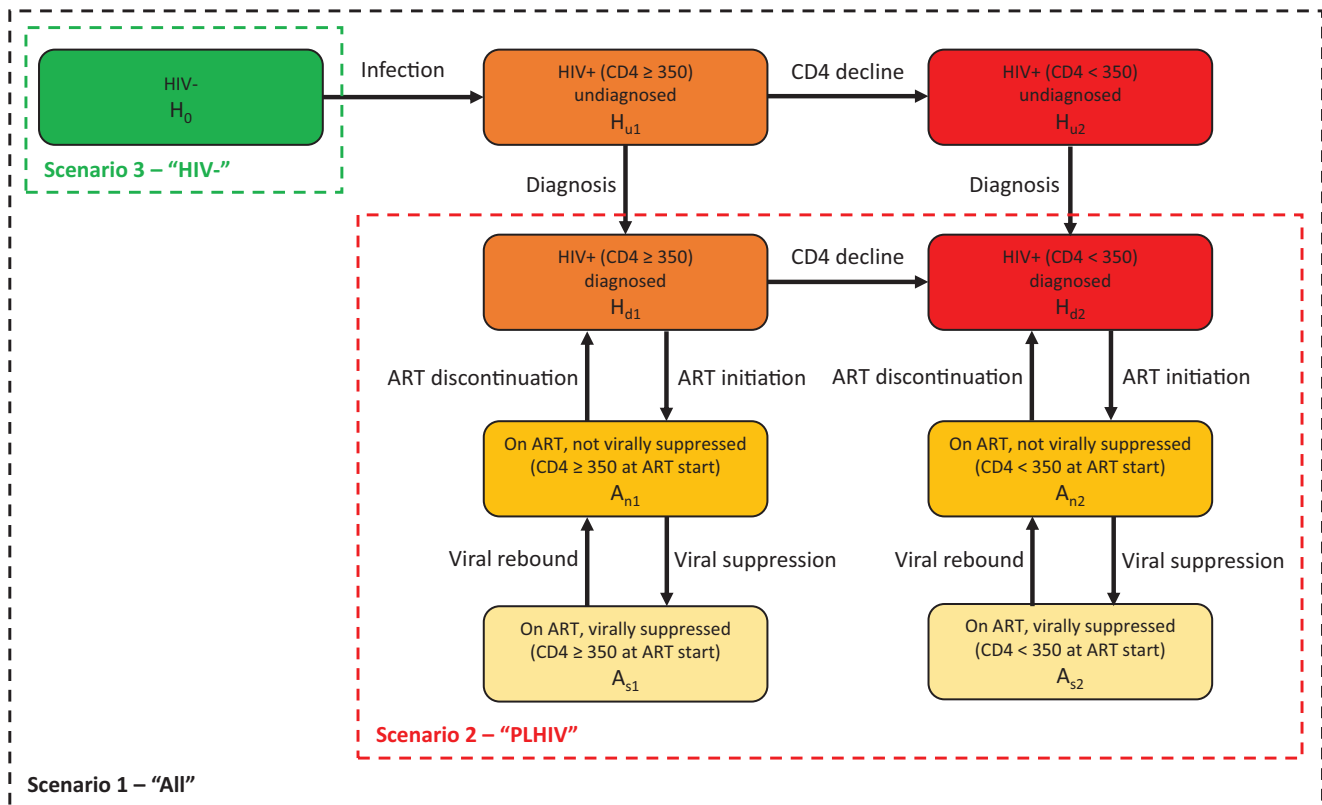 HIV-
H0
Scenario 3 – “HIV-”
Infection
HIV+ (CD4 ≥ 350)
undiagnosed
Hu1
CD4 decline
HIV+ (CD4 < 350)
undiagnosed
Hu2
Diagnosis
Diagnosis
HIV+ (CD4 ≥ 350)
diagnosed
Hd1
CD4 decline
HIV+ (CD4 < 350)
diagnosed
Hd2
ART discontinuation
ART initiation
ART discontinuation
ART initiation
On ART, not virally suppressed
(CD4 ≥ 350 at ART start)
An1
On ART, not virally suppressed
(CD4 < 350 at ART start)
An2
Viral rebound
Viral suppression
Viral rebound
Viral suppression
On ART, virally suppressed
(CD4 ≥ 350 at ART start)
As1
On ART, virally suppressed
(CD4 < 350 at ART start)
As2
Scenario 2 – “PLHIV”
Scenario 1 – “All”